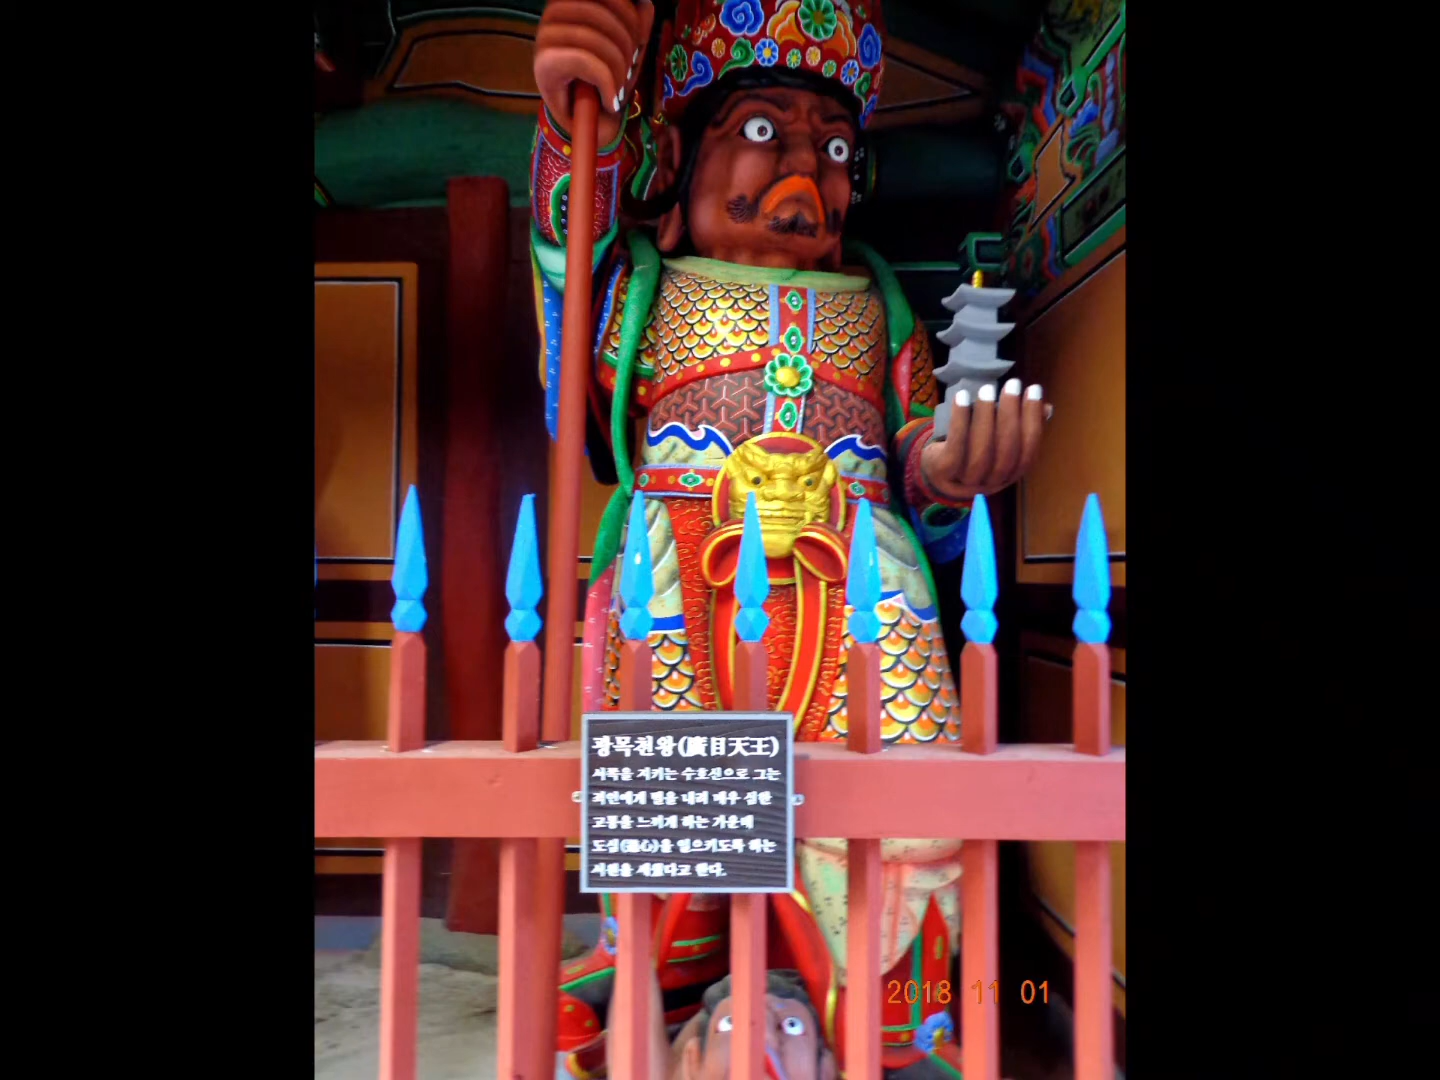 광목천왕(廣目天王)
서쪽을 지키는 수호신으로 그는
죄인에게 벌을 내려 매우 심한
고통을 느끼게 하는 가운데
도심(道心)을 일으키도록 하는
서원을 세웠다고 한다.
2018 11 01